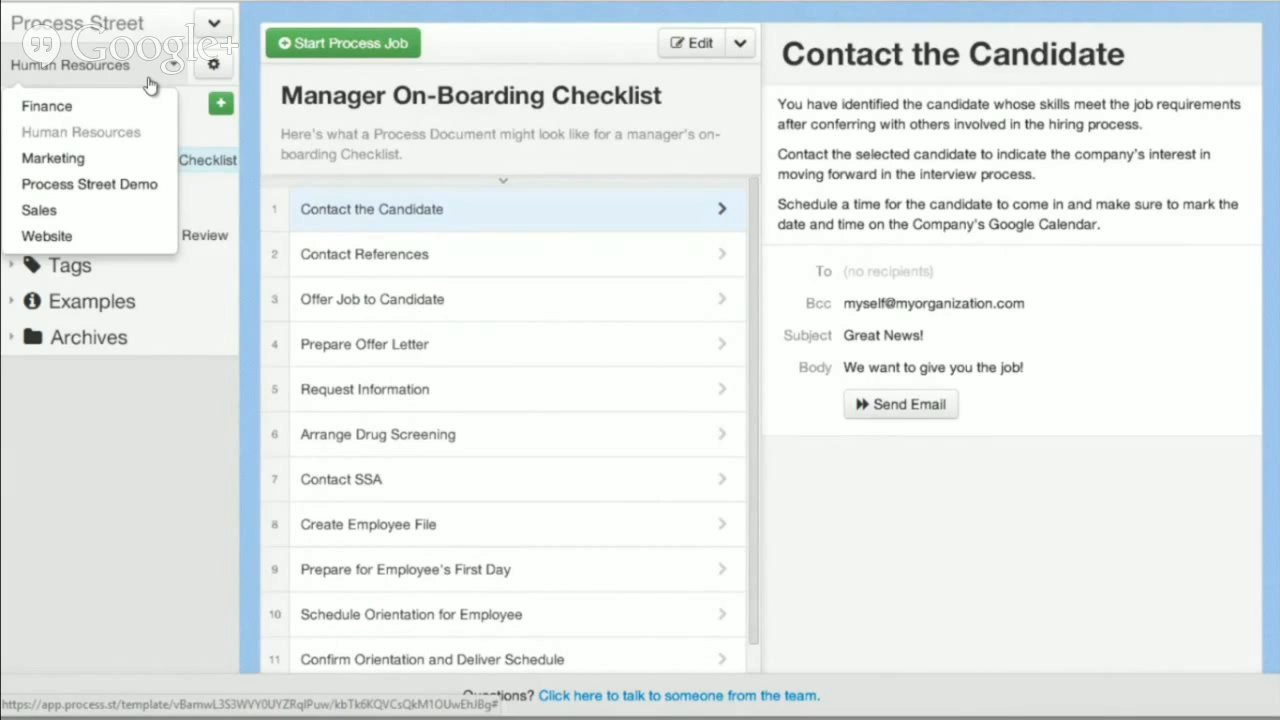 Process Street
Google+
Human Resources
Finance
Human Resources
Marketing
Process Street Demo
Sales
Website
Checklist
Review
Tags
Examples
Archives
Start Process Job
Edit
Manager On-Boarding Checklist
Here's what a Process Document might look like for a manager's on-
boarding Checklist.
1 Contact the Candidate
2 Contact References
3 Offer Job to Candidate
4 Prepare Offer Letter
5 Request Information
6 Arrange Drug Screening
7 Contact SSA
8 Create Employee File
9 Prepare for Employee's First Day
10 Schedule Orientation for Employee
11 Confirm Orientation and Deliver Schedule
Contact the Candidate
You have identified the candidate whose skills meet the job requirements
after conferring with others involved in the hiring process.
Contact the selected candidate to indicate the company's interest in
moving forward in the interview process.
Schedule a time for the candidate to come in and make sure to mark the
date and time on the Company's Google Calendar.
To (no recipients)
Bcc myself@myorganization.com
Subject Great News!
Body We want to give you the job!
Send Email
Questions? Click here to talk to someone from the team.